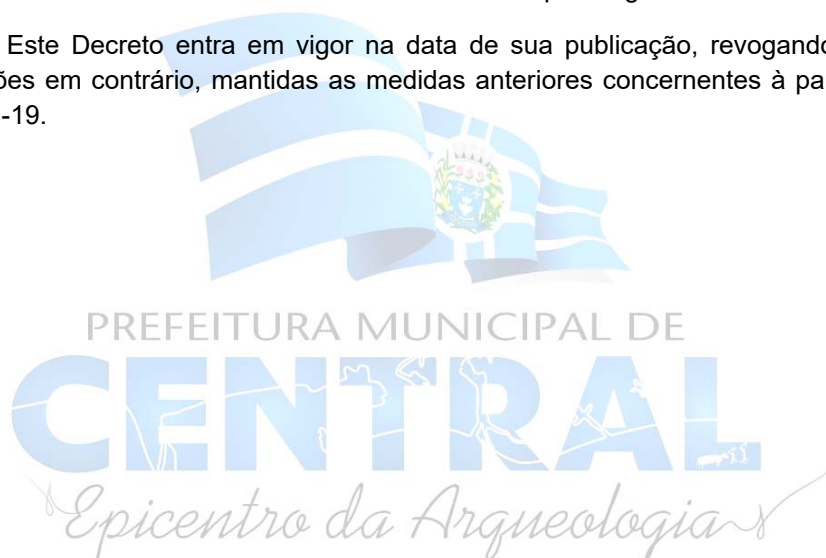 Este Decreto entra em vigor na data de sua publicação, revogando
ões em contrário, mantidas as medidas anteriores concernentes à pa
-19.
PREFEITURA MUNICIPAL DE
CENTRAL
Epicentro da Arqueologia